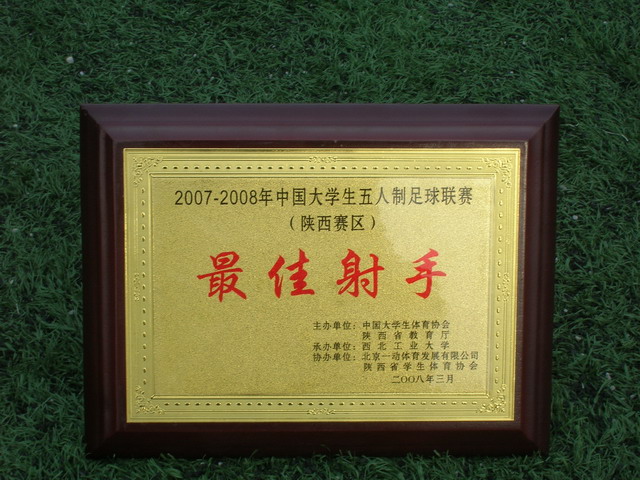 2007-2008年中国大学生五人制足球联赛
（陕西赛区）
最佳射手
主办单位：中国大学生体育协会
陕西省教育厅
承办单位：西北工业大学
协办单位：北京一动体育发展有限公司
陕西省学生体育协会
二〇〇八年三月